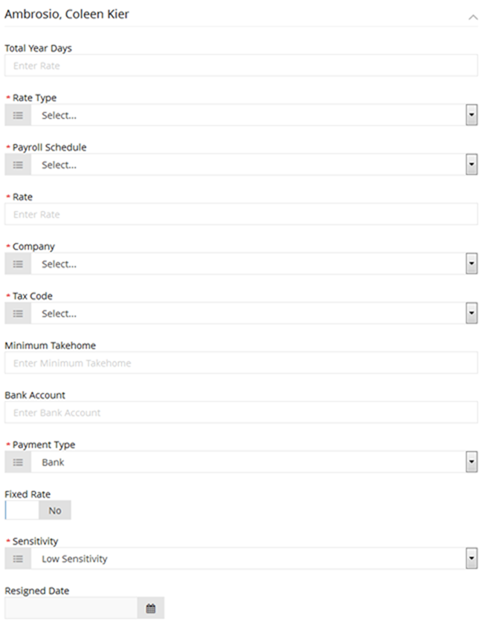 Ambrosio, Coleen Kier
Total Year Days
Enter Rate
* Rate Type
Select...
* Payroll Schedule
Select...
* Rate
Enter Rate
* Company
Select...
* Tax Code
Select...
Minimum Takehome
Enter Minimum Takehome
Bank Account
Enter Bank Account
* Payment Type
Bank
Fixed Rate
No
* Sensitivity
Low Sensitivity
Resigned Date